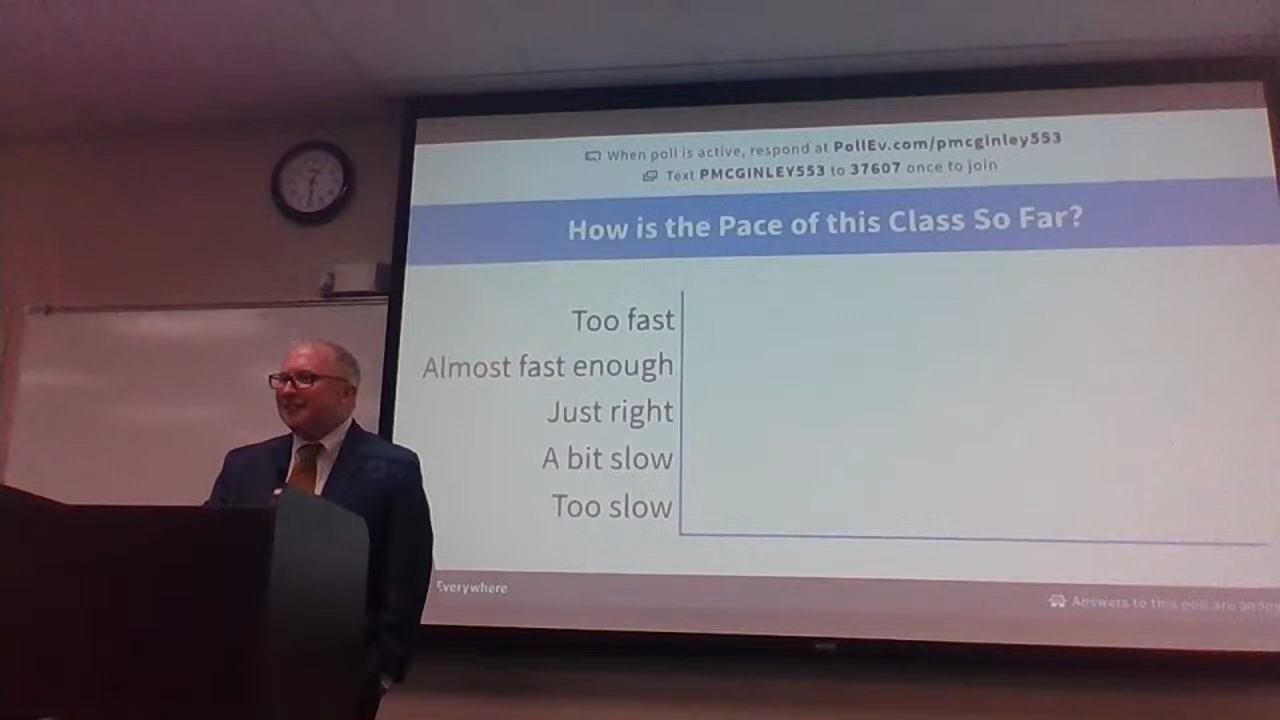 When poll is active, respond at PollEv.com/pmcginley553
Text PMCGINLEY553 to 37607 once to join
How is the Pace of this Class So Far?
Too fast
Almost fast enough
Just right
A bit slow
Too slow
Everywhere
Answers to this poll are